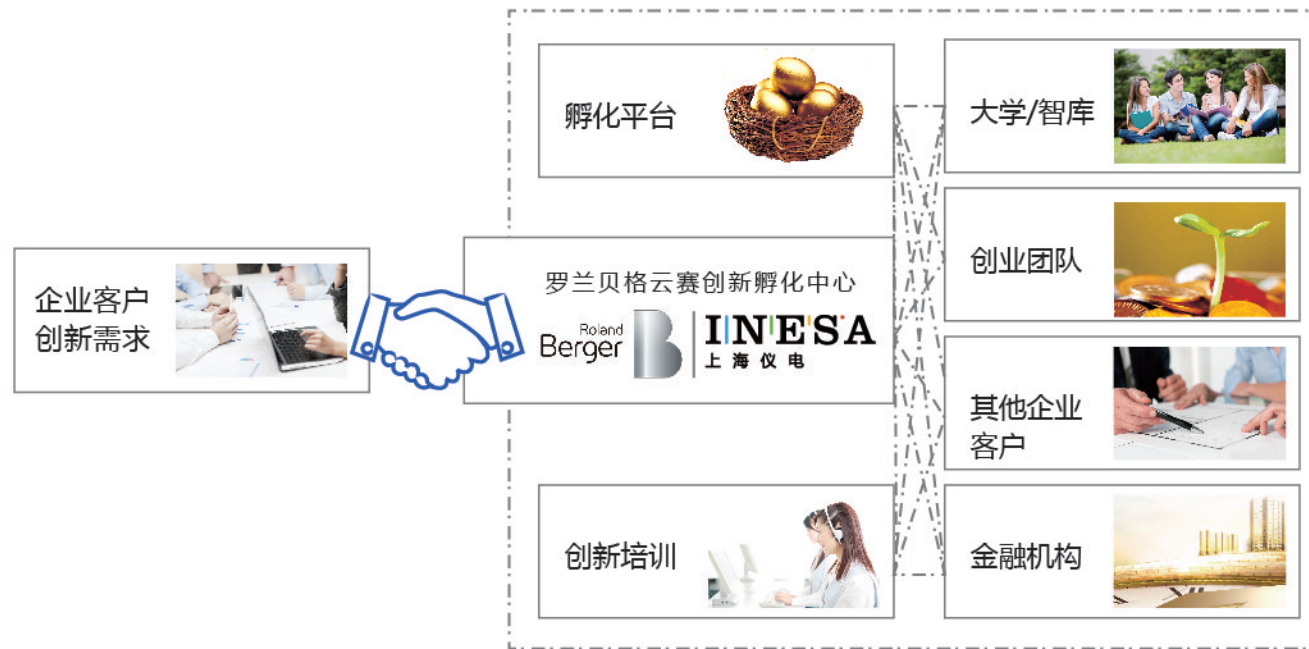 孵化平台
大学/智库
创业团队
企业客户
创新需求
罗兰贝格云赛创新孵化中心
Roland
Berger
B
INESA
上海仪电
其他企业
客户
创新培训
金融机构